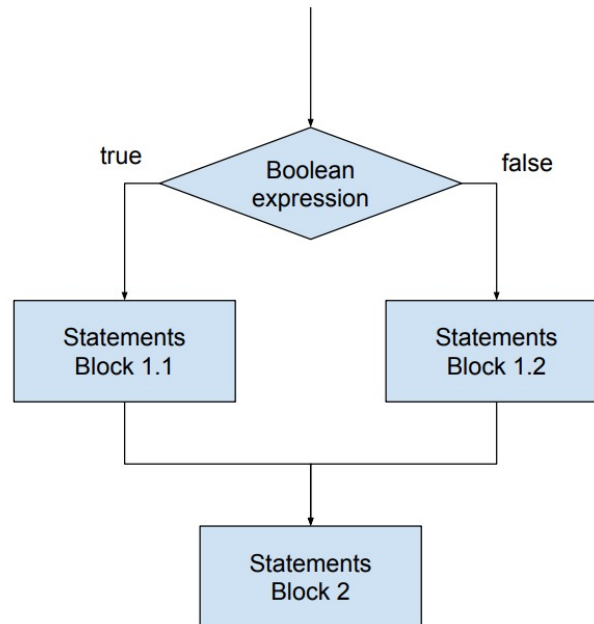 Boolean
expression
true
false
Statements
Block 1.1
Statements
Block 1.2
Statements
Block 2